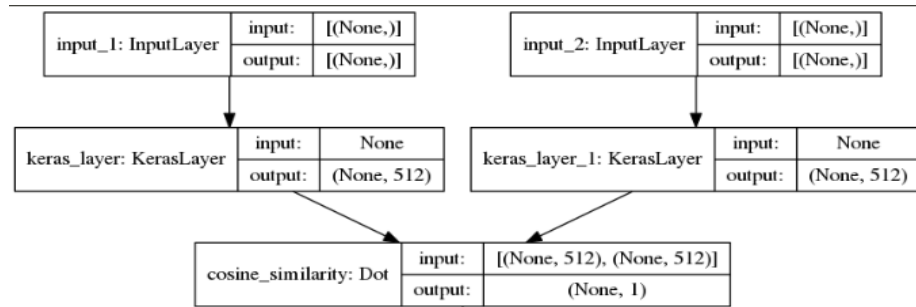 input_1: InputLayer input: [(None,)] output: [(None,)]
input_2: InputLayer input: [(None,)] output: [(None,)]
keras_layer: KerasLayer input: None output: (None, 512)
keras_layer_1: KerasLayer input: None output: (None, 512)
cosine_similarity: Dot input: [(None, 512), (None, 512)] output: (None, 1)